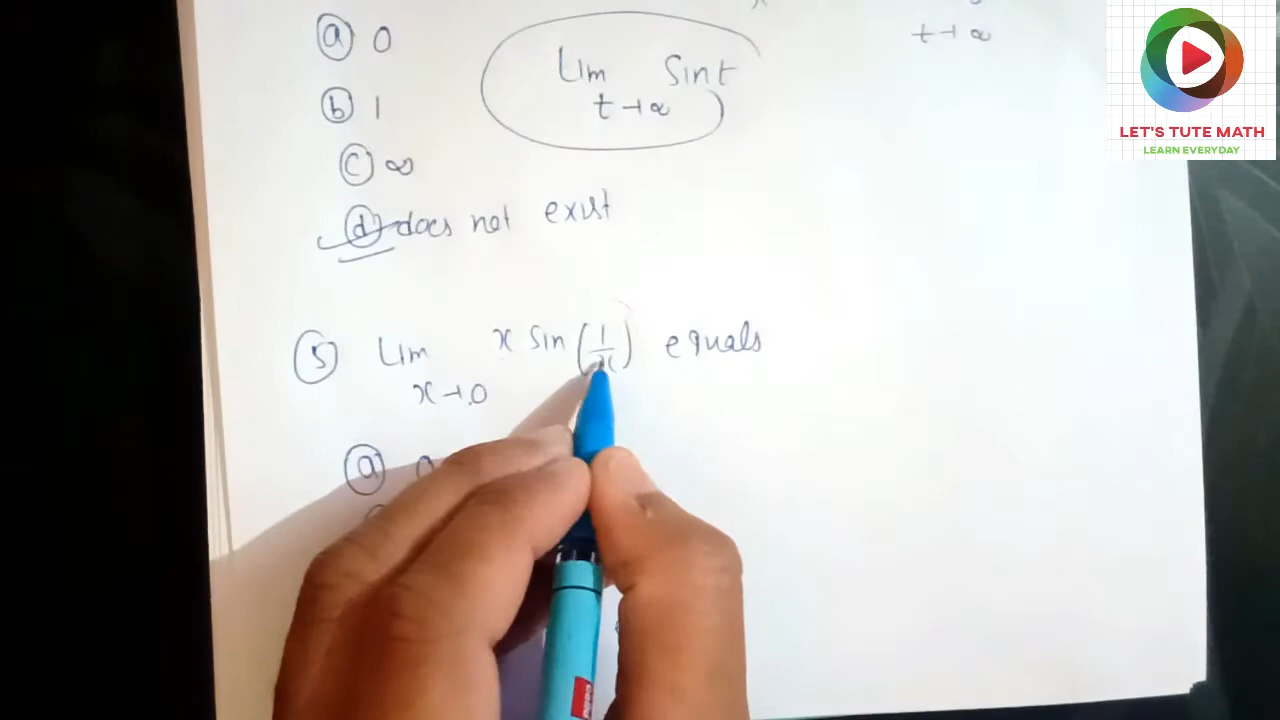 t→∞
ⓐ 0
Lim Sint
t→∞
ⓑ 1
ⓒ ∞
ⓓ does not exist
⑤ Lim x sin(1/x) equals
x→0
ⓐ
LET'S TUTE MATH
LEARN EVERYDAY